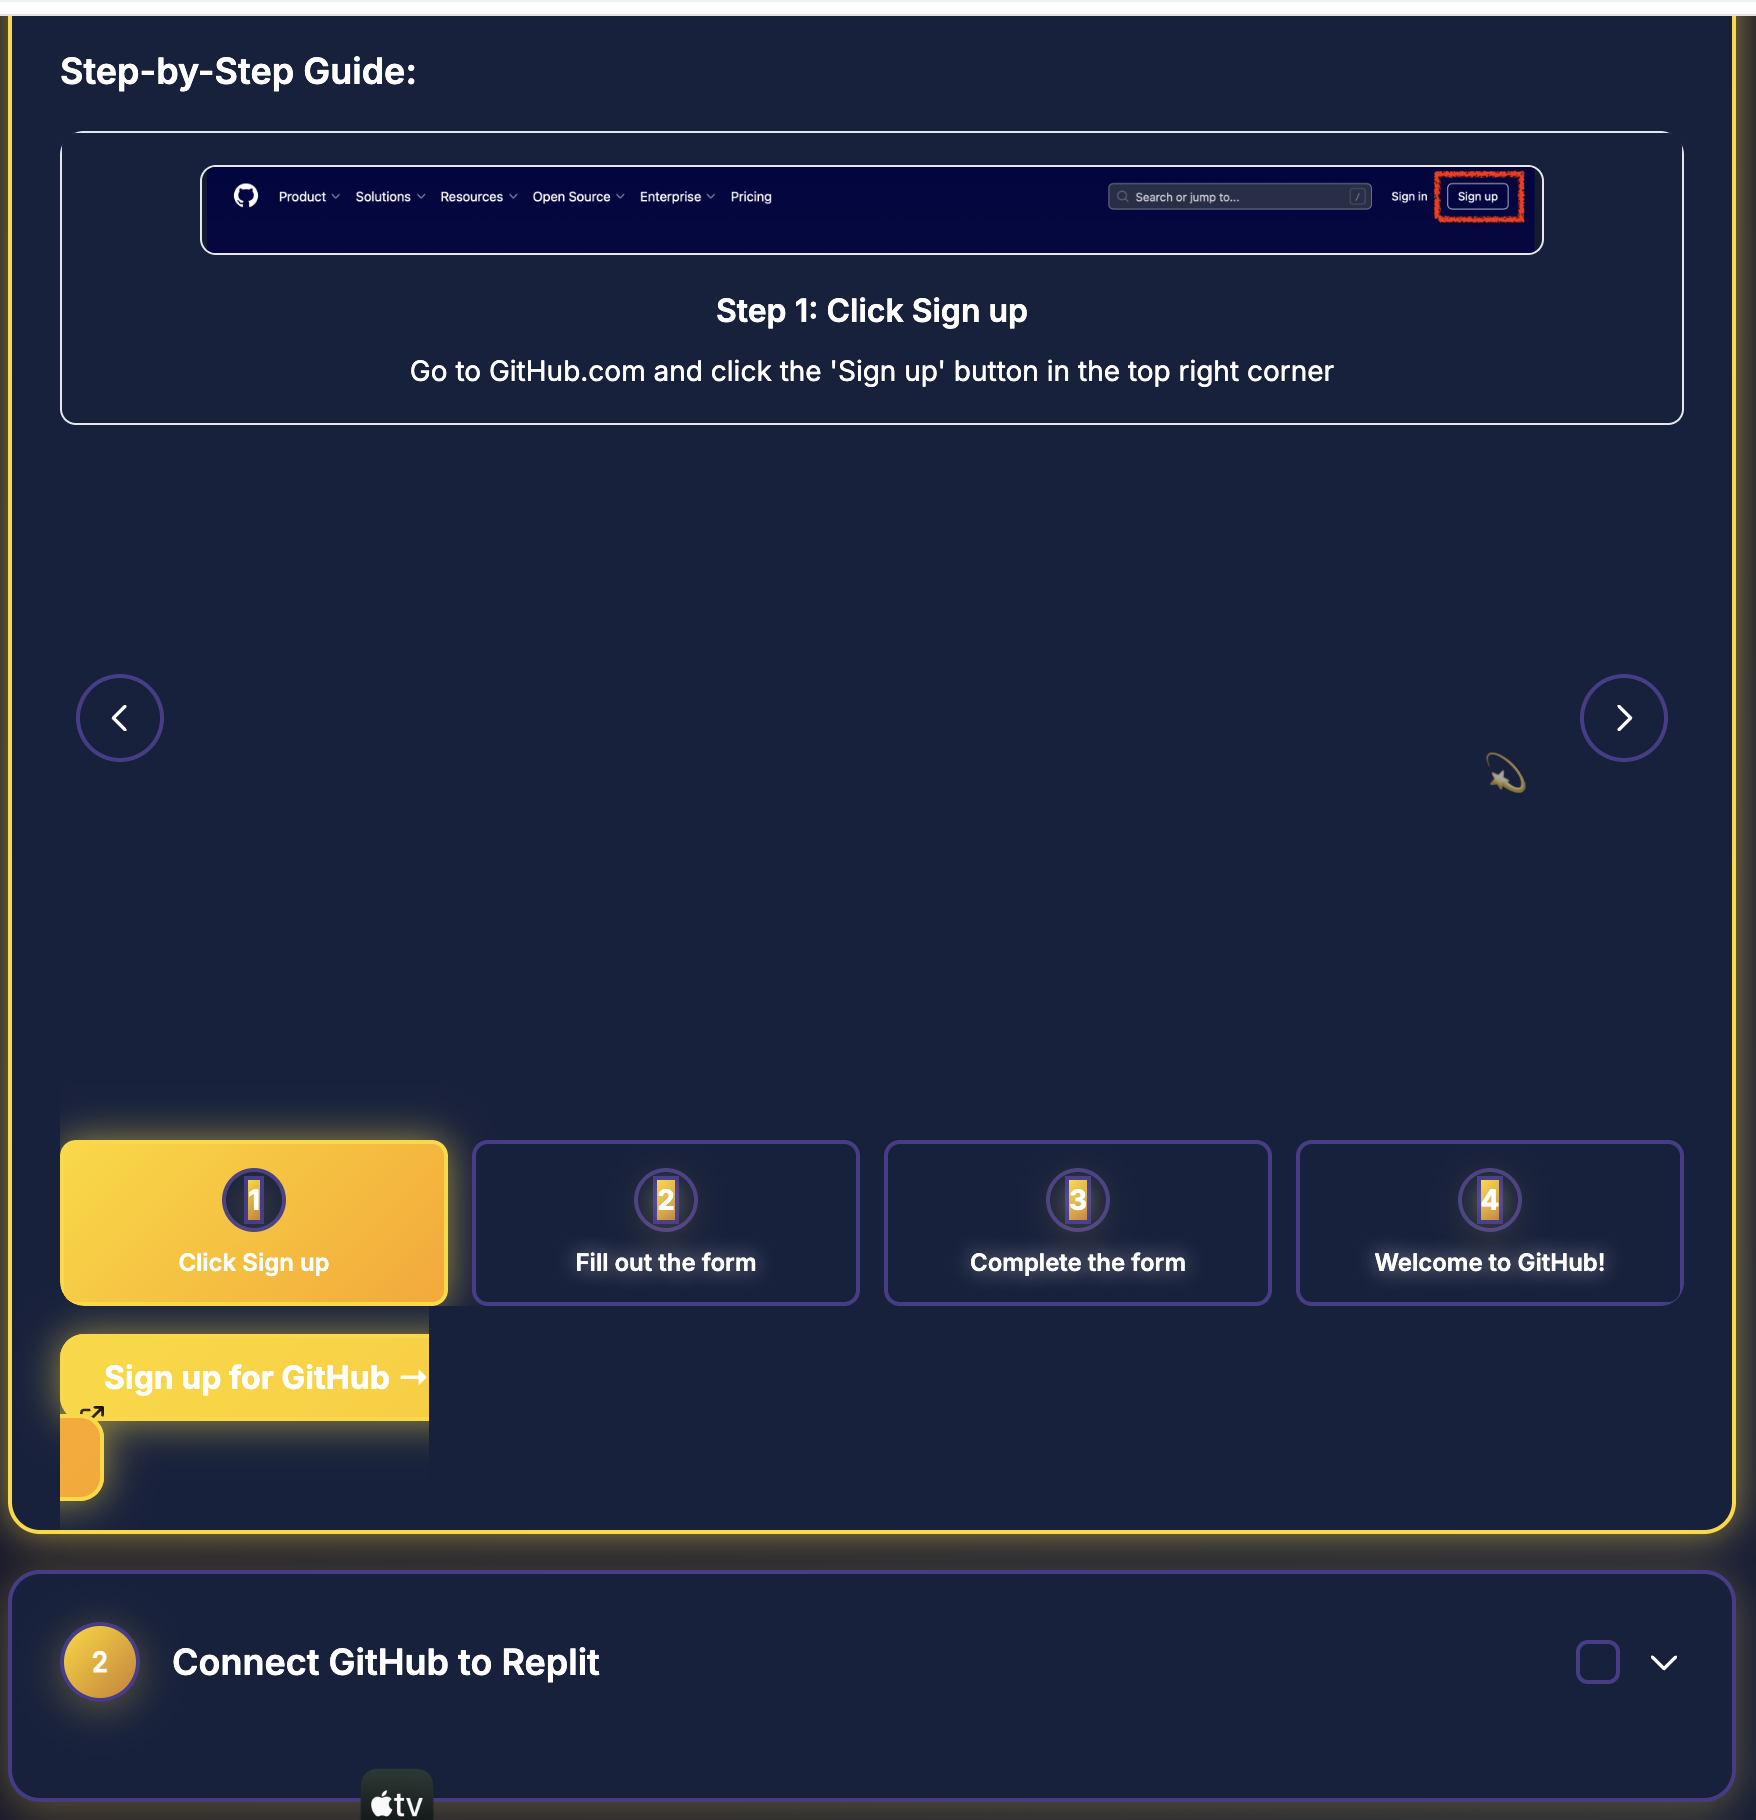 Step-by-Step Guide:
Product Solutions Resources Open Source Enterprise Pricing Search or jump to... / Sign in Sign up
Step 1: Click Sign up
Go to GitHub.com and click the 'Sign up' button in the top right corner
1 2 3 4
Click Sign up Fill out the form Complete the form Welcome to GitHub!
Sign up for GitHub →
2 Connect GitHub to Replit
tv